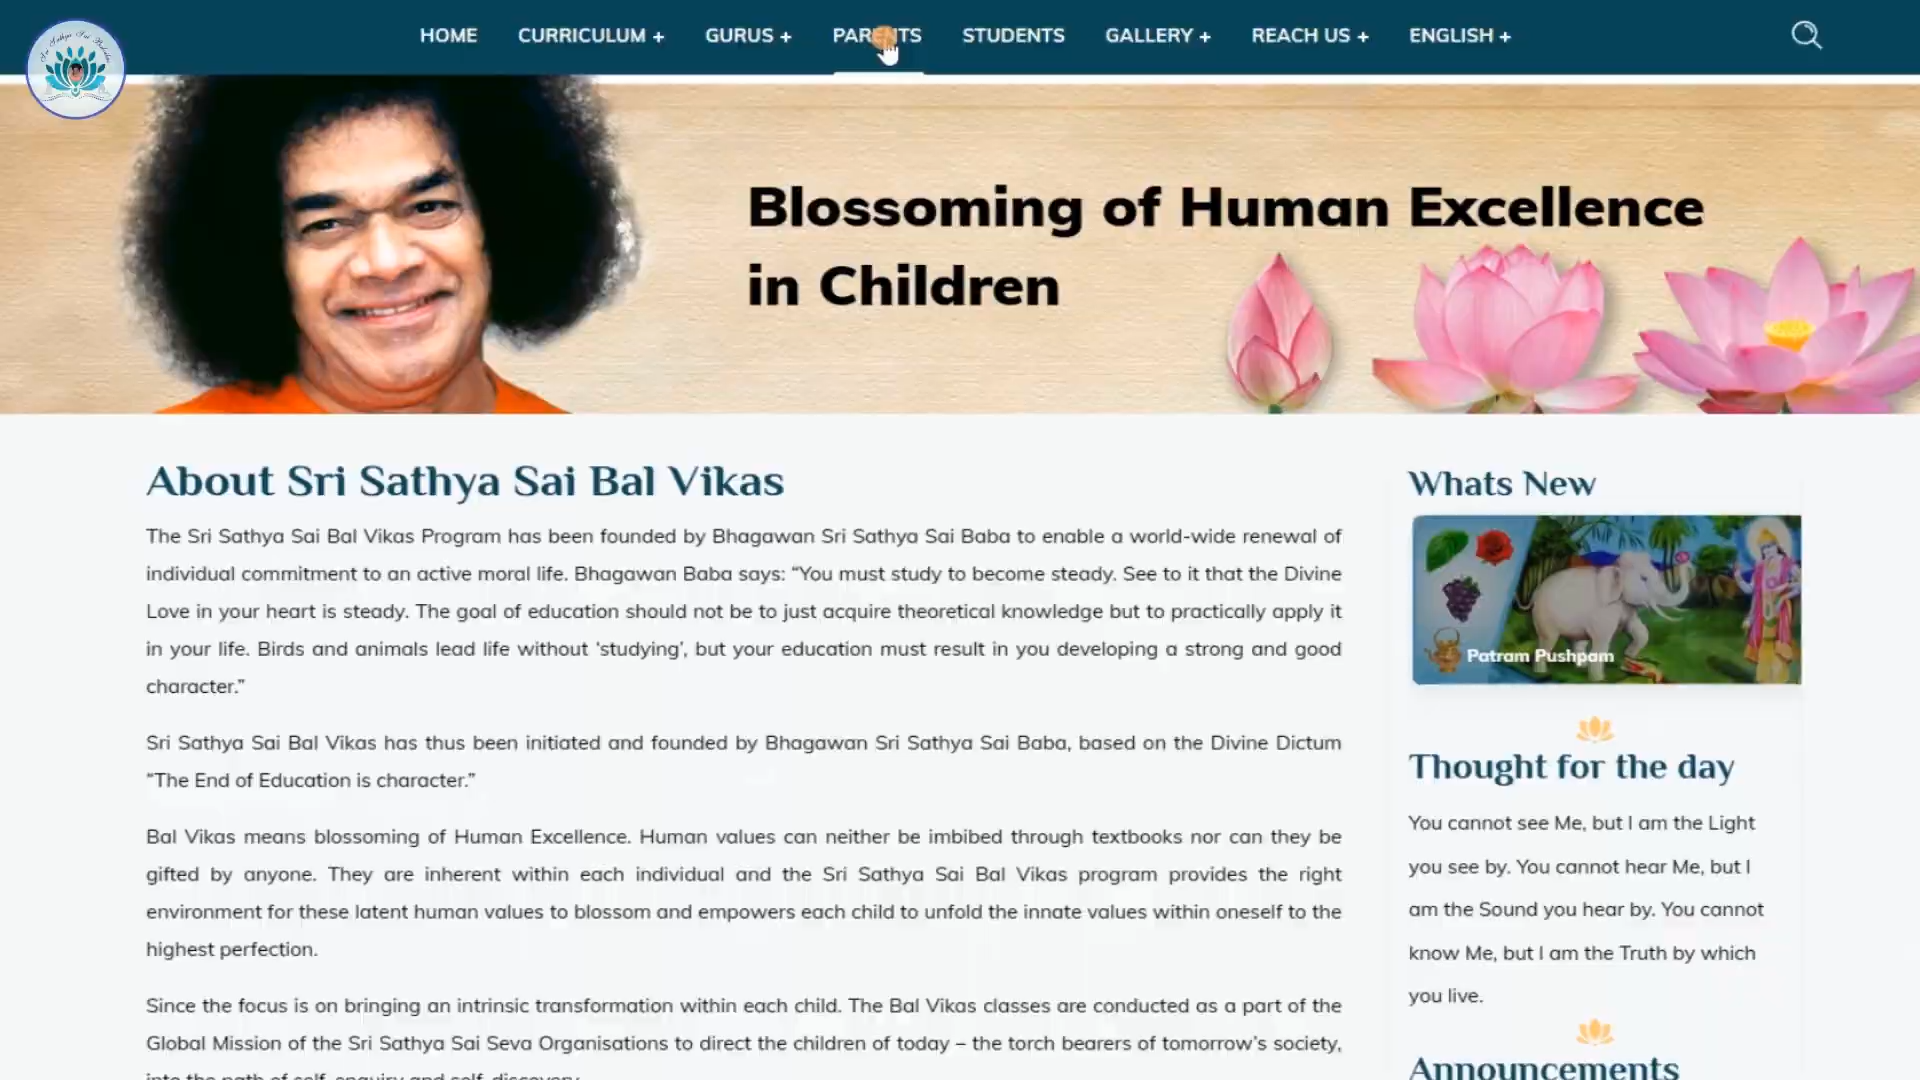 HOME CURRICULUM + GURUS + PARENTS STUDENTS GALLERY + REACH US + ENGLISH +
Blossoming of Human Excellence
in Children
About Sri Sathya Sai Bal Vikas
The Sri Sathya Sai Bal Vikas Program has been founded by Bhagawan Sri Sathya Sai Baba to enable a world-wide renewal of
individual commitment to an active moral life. Bhagawan Baba says: “You must study to become steady. See to it that the Divine
Love in your heart is steady. The goal of education should not be to just acquire theoretical knowledge but to practically apply it
in your life. Birds and animals lead life without ‘studying’, but your education must result in you developing a strong and good
character.”
Sri Sathya Sai Bal Vikas has thus been initiated and founded by Bhagawan Sri Sathya Sai Baba, based on the Divine Dictum
“The End of Education is character.”
Bal Vikas means blossoming of Human Excellence. Human values can neither be imbibed through textbooks nor can they be
gifted by anyone. They are inherent within each individual and the Sri Sathya Sai Bal Vikas program provides the right
environment for these latent human values to blossom and empowers each child to unfold the innate values within oneself to the
highest perfection.
Since the focus is on bringing an intrinsic transformation within each child. The Bal Vikas classes are conducted as a part of the
Global Mission of the Sri Sathya Sai Seva Organisations to direct the children of today – the torch bearers of tomorrow’s society,
into the path of self-enquiry and self-discovery.
Whats New
Patram Pushpam
Thought for the day
You cannot see Me, but I am the Light
you see by. You cannot hear Me, but I
am the Sound you hear by. You cannot
know Me, but I am the Truth by which
you live.
Announcements